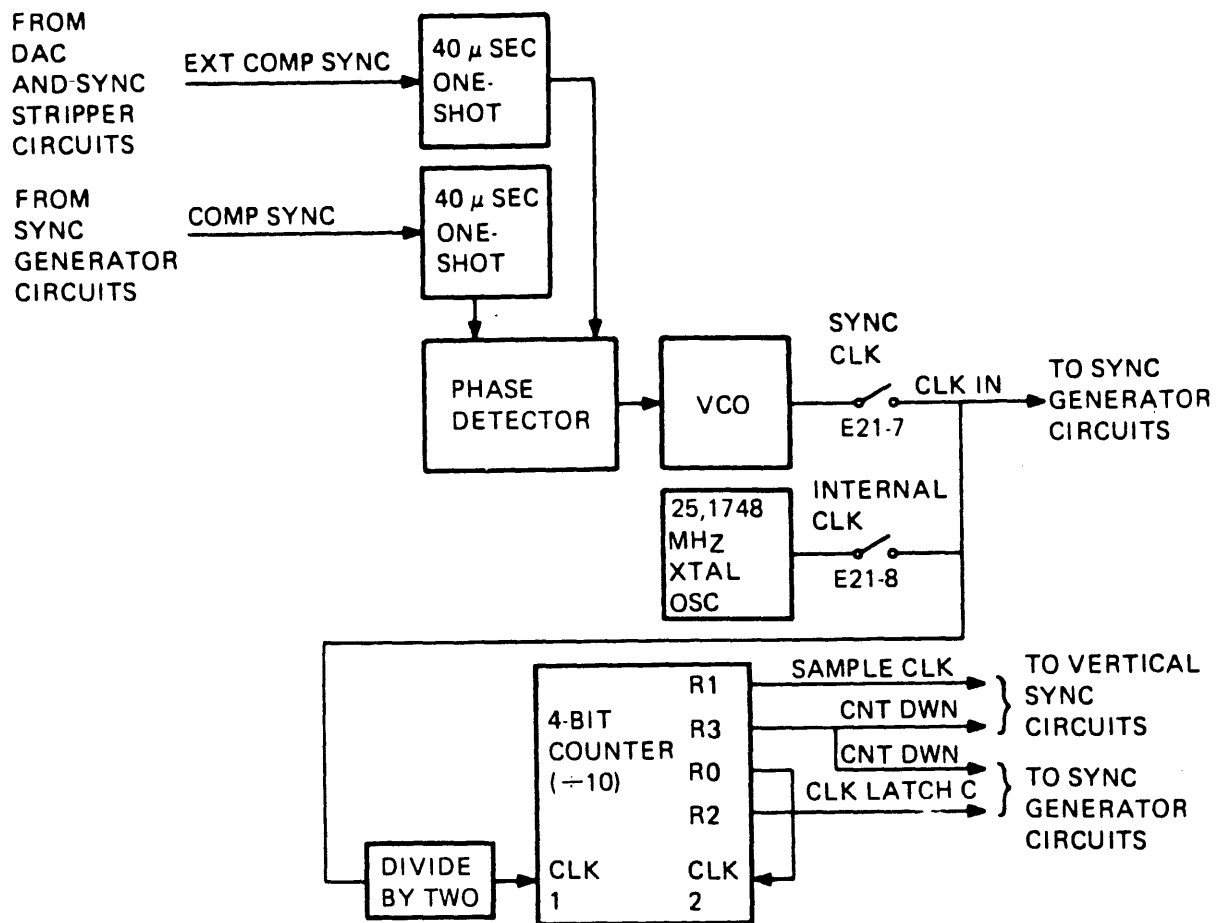 FROM
DAC
AND-SYNC
STRIPPER
CIRCUITS
EXT COMP SYNC
40 μ SEC
ONE-
SHOT
FROM
SYNC
GENERATOR
CIRCUITS
COMP SYNC
40 μ SEC
ONE-
SHOT
PHASE
DETECTOR
VCO
SYNC
CLK
E21-7
CLK IN
TO SYNC
GENERATOR
CIRCUITS
25,1748
MHZ
XTAL
OSC
INTERNAL
CLK
E21-8
DIVIDE
BY TWO
4-BIT
COUNTER
(÷10)
CLK
1
R1
R3
R0
R2
CLK
2
SAMPLE CLK
CNT DWN
CNT DWN
CLK LATCH C
TO VERTICAL
SYNC
CIRCUITS
TO SYNC
GENERATOR
CIRCUITS